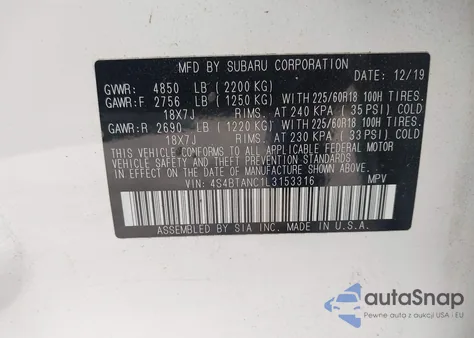 MFD BY SUBARU CORPORATION DATE: 12/19
GVWR: 4850 LB (2200 KG)
GAWR:F 2756 LB (1250 KG) WITH 225/60R18 100H TIRES.
18X7J RIMS. AT 240 KPA (35 PSI) COLD
GAWR:R 2690 LB (1220 KG) WITH 225/60R18 100H TIRES.
18X7J RIMS. AT 230 KPA (33 PSI) COLD
THIS VEHICLE CONFORMS TO ALL APPLICABLE FEDERAL MOTOR
VEHICLE SAFETY AND THEFT PREVENTION STANDARDS
IN EFFECT ON THE DATE OF MANUFACTURE SHOWN ABOVE.
VIN: 4S4BTANC1L3153316 MPV
ASSEMBLED BY SIA INC. IN U.S.A.
autoSnap
Pewne auta z aukcji USA i EU